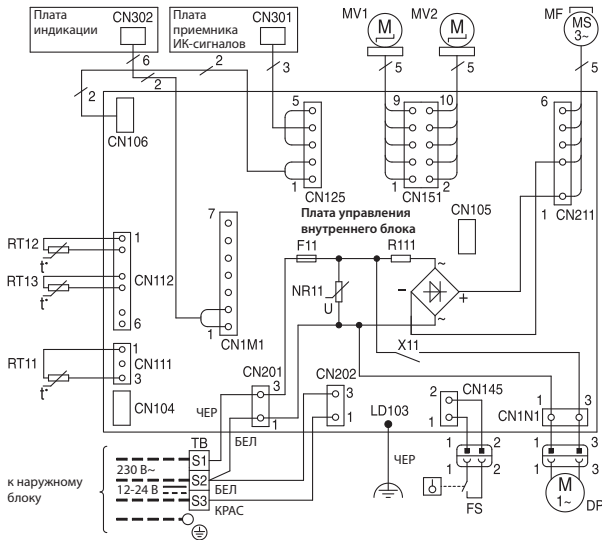 Плата
индикации
CN302
Плата
приемника
ИК-сигналов
CN301
MV1
M
MV2
M
MF
MS
3~
6
2
2
3
5
5
5
2
CN106
5
1
CN125
9
10
1
2
CN151
6
1
CN211
Плата управления
внутреннего блока
CN105
7
1
CN1M1
F11
R111
NR11
U
~
–
+
~
X11
RT12
t°
RT13
t°
1
CN112
6
RT11
t°
1
CN111
3
CN104
CN201
3
1
CN202
3
1
CN145
2
1
LD103
1
3
CN1N1
ЧЕР
БЕЛ
ЧЕР
TB
S1
S2
S3
230 В~
12-24 В
БЕЛ
КРАС
к наружному
блоку
1
2
1
2
FS
1
3
1
3
M
1~
DP